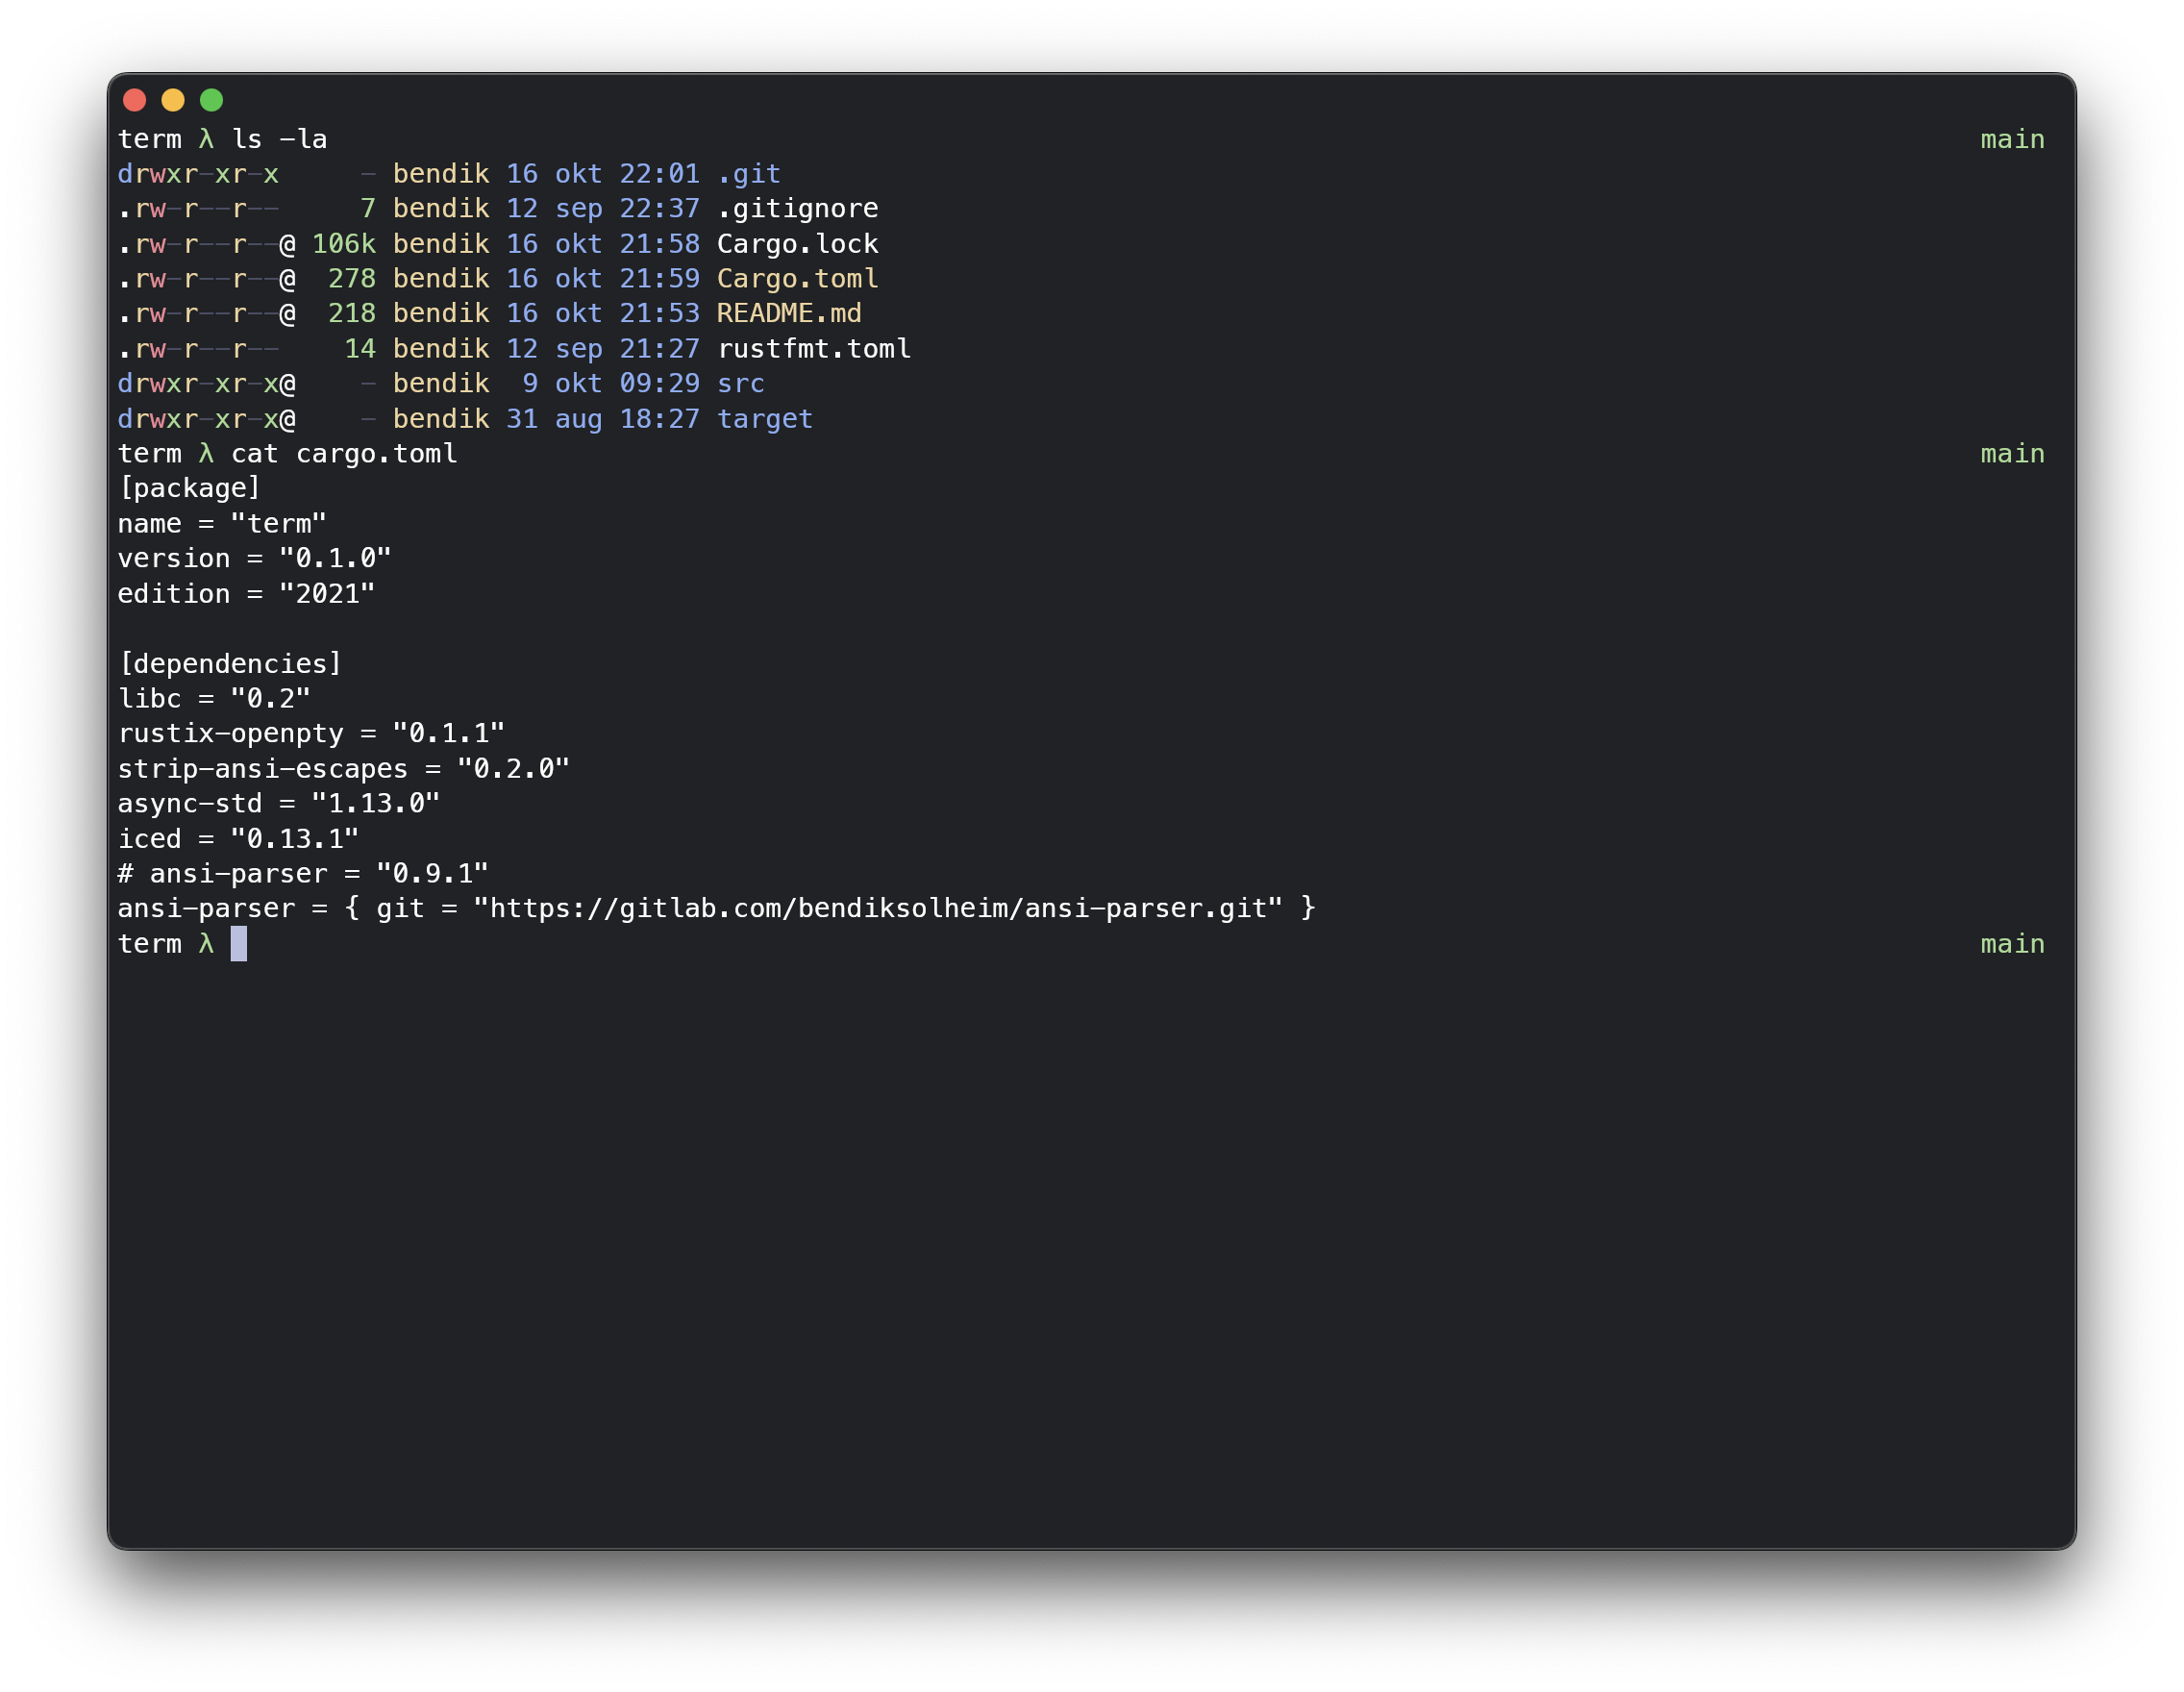 term λ ls -la main
drwxr-xr-x     - bendik 16 okt 22:01 .git
.rw-r--r--     7 bendik 12 sep 22:37 .gitignore
.rw-r--r--@ 106k bendik 16 okt 21:58 Cargo.lock
.rw-r--r--@  278 bendik 16 okt 21:59 Cargo.toml
.rw-r--r--@  218 bendik 16 okt 21:53 README.md
.rw-r--r--    14 bendik 12 sep 21:27 rustfmt.toml
drwxr-xr-x@    - bendik  9 okt 09:29 src
drwxr-xr-x@    - bendik 31 aug 18:27 target
term λ cat cargo.toml main
[package]
name = "term"
version = "0.1.0"
edition = "2021"

[dependencies]
libc = "0.2"
rustix-openpty = "0.1.1"
strip-ansi-escapes = "0.2.0"
async-std = "1.13.0"
iced = "0.13.1"
# ansi-parser = "0.9.1"
ansi-parser = { git = "https://gitlab.com/bendiksolheim/ansi-parser.git" }
term λ main